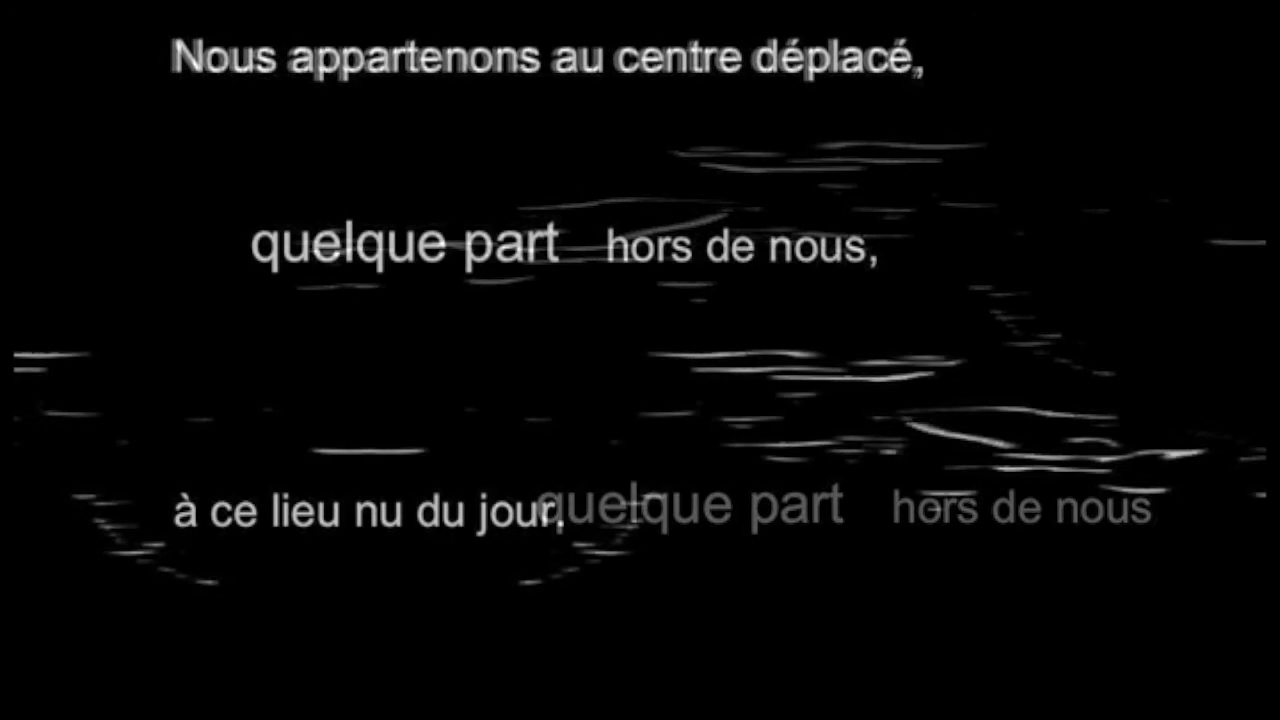 Nous appartenons au centre déplacé,
quelque part hors de nous,
à ce lieu nu du jour. quelque part hors de nous